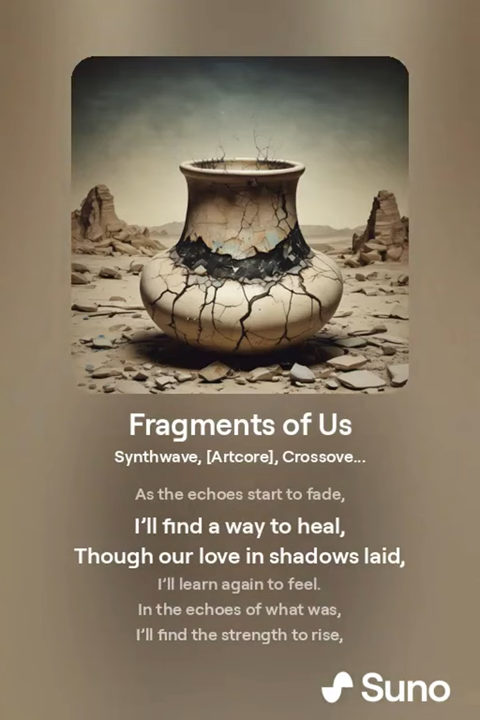 Fragments of Us
Synthwave, [Artcore], Crossove...
As the echoes start to fade,
I'll find a way to heal,
Though our love in shadows laid,
I'll learn again to feel.
In the echoes of what was,
I'll find the strength to rise,
Suno